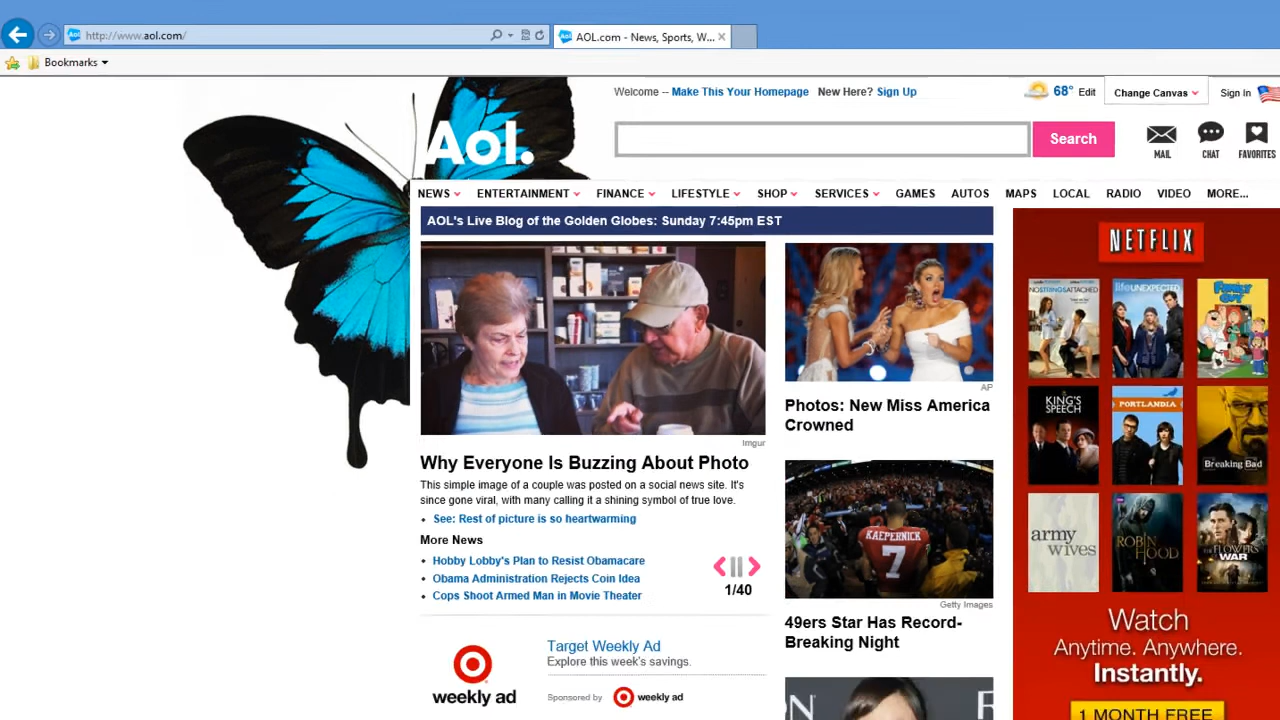 http://www.aol.com/
AOL.com - News, Sports, W...
Bookmarks
Welcome -- Make This Your Homepage New Here? Sign Up
68° Edit
Change Canvas
Sign In
Aol.
Search
MAIL
CHAT
FAVORITES
NEWS ENTERTAINMENT FINANCE LIFESTYLE SHOP SERVICES GAMES AUTOS MAPS LOCAL RADIO VIDEO MORE...
AOL's Live Blog of the Golden Globes: Sunday 7:45pm EST
Imgur
Why Everyone Is Buzzing About Photo
This simple image of a couple was posted on a social news site. It's
since gone viral, with many calling it a shining symbol of true love.
See: Rest of picture is so heartwarming
More News
Hobby Lobby's Plan to Resist Obamacare
Obama Administration Rejects Coin Idea
Cops Shoot Armed Man in Movie Theater
1/40
weekly ad
Target Weekly Ad
Explore this week's savings.
Sponsored by weekly ad
AP
Photos: New Miss America
Crowned
KAEPERNICK
7
Getty Images
49ers Star Has Record-
Breaking Night
NETFLIX
NO STRINGS ATTACHED
life UNEXPECTED
FAMILY GUY
THE KING'S
SPEECH
PORTLANDIA
Breaking Bad
army
wives
ROBIN
HOOD
THE FLOWERS
OF WAR
Watch
Anytime. Anywhere.
Instantly.
1 MONTH FREE